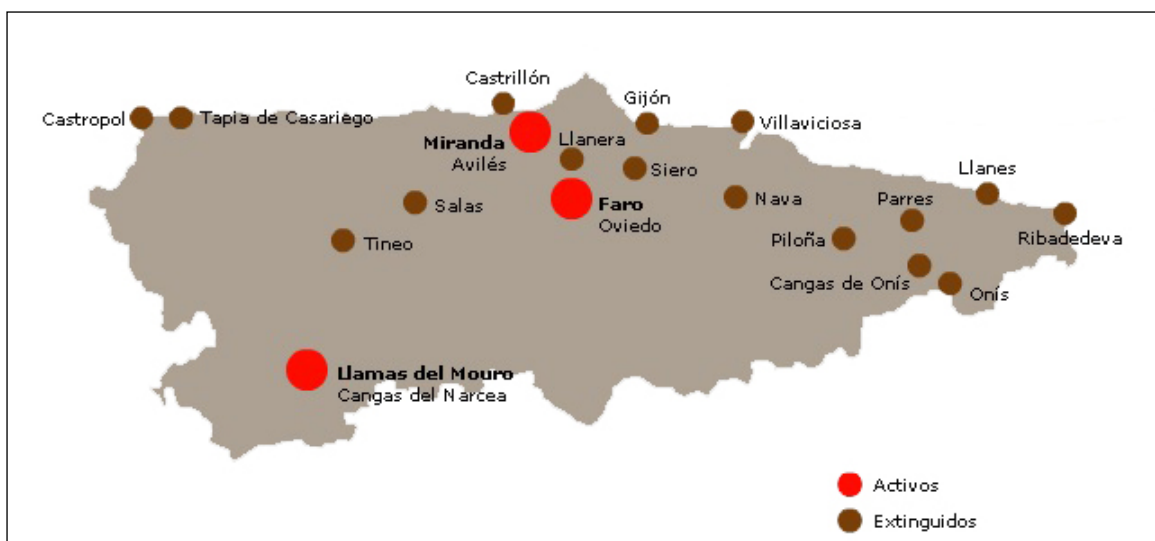 Castrillón
Gijón
Castropol
Tapia de Casariego
Villaviciosa
Miranda
Avilés
Llanera
Siero
Llanes
Salas
Faro
Oviedo
Nava
Parres
Tineo
Piloña
Ribadedeva
Cangas de Onís
Onís
Llamas del Mouro
Cangas del Narcea
Activos
Extinguidos